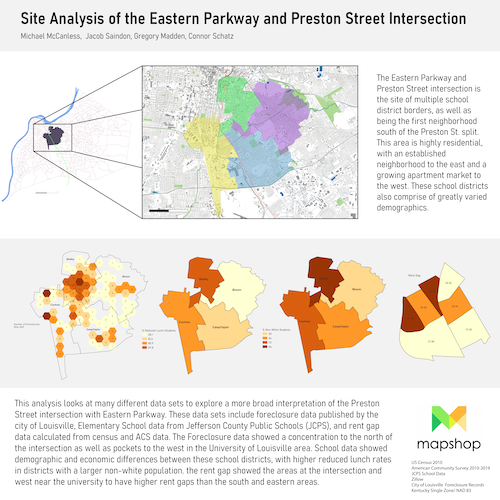 Site Analysis of the Eastern Parkway and Preston Street Intersection
Michael McCanless, Jacob Saindon, Gregory Madden, Connor Schatz
The Eastern Parkway and
Preston Street intersection is
the site of multiple school
district borders, as well as
being the first neighborhood
south of the Preston St. split.
This area is highly residential,
with an established
neighborhood to the east and a
growing apartment market to
the west. These school districts
also comprise of greatly varied
demographics.
% Reduced Lunch Students
% Non-White Students
This analysis looks at many different data sets to explore a more broad interpretation of the Preston
Street intersection with Eastern Parkway. These data sets include foreclosure data published by the
city of Louisville, Elementary School data from Jefferson County Public Schools (JCPS), and rent gap
data calculated from census and ACS data. The Foreclosure data showed a concentration to the north of
the intersection as well as pockets to the west in the University of Louisville area. School data showed
demographic and economic differences between these school districts, with higher reduced lunch rates
in districts with a larger non-white population. the rent gap showed the areas at the intersection and
west near the university to have higher rent gaps than the south and eastern areas.
mapshop
US Census 2010
American Community Survey 2010-2019
JCPS School Data
Zillow
City of Louisville Foreclosure Records
Kentucky Single Zone/ NAD 83